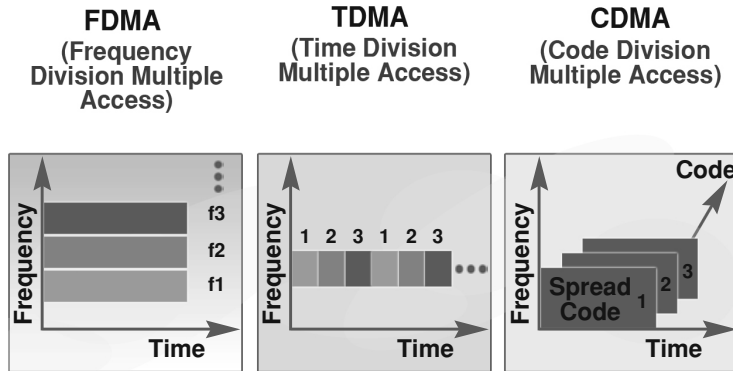 FDMA
(Frequency
Division Multiple
Access)
TDMA
(Time Division
Multiple Access)
CDMA
(Code Division
Multiple Access)
Frequency
f3
f2
f1
Time
Frequency
1 2 3 1 2 3
Time
Code
Frequency
3
2
Spread 1
Code
Time